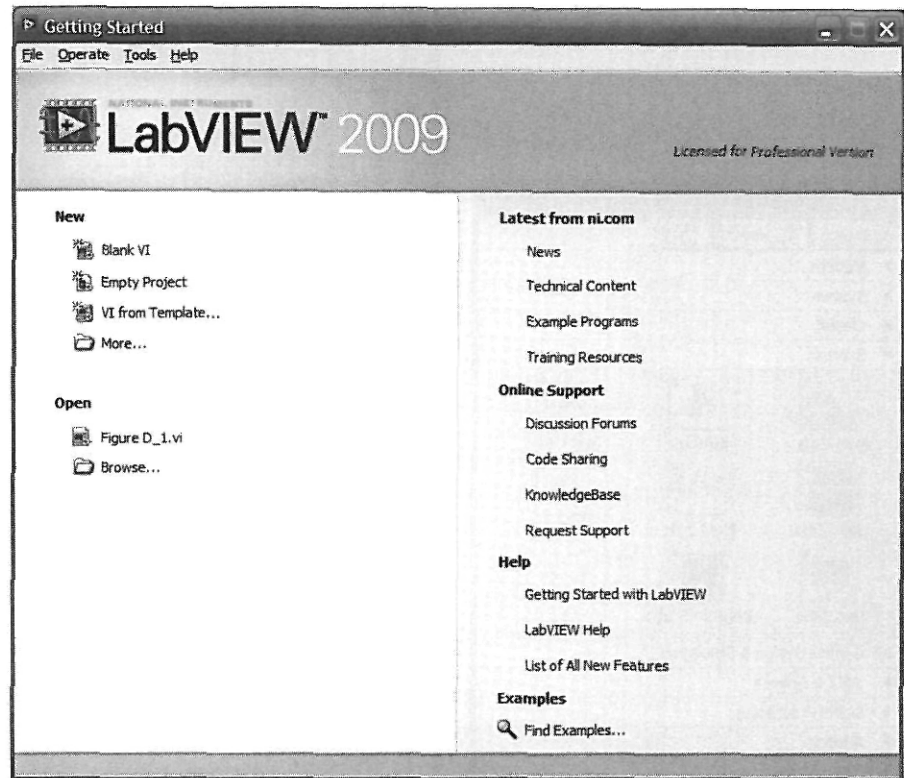 Getting Started
File Operate Tools Help
NATIONAL INSTRUMENTS
LabVIEW™ 2009
Licensed for Professional Version
New
Blank VI
Empty Project
VI from Template...
More...
Open
Figure D_1.vi
Browse...
Latest from ni.com
News
Technical Content
Example Programs
Training Resources
Online Support
Discussion Forums
Code Sharing
KnowledgeBase
Request Support
Help
Getting Started with LabVIEW
LabVIEW Help
List of All New Features
Examples
Find Examples...